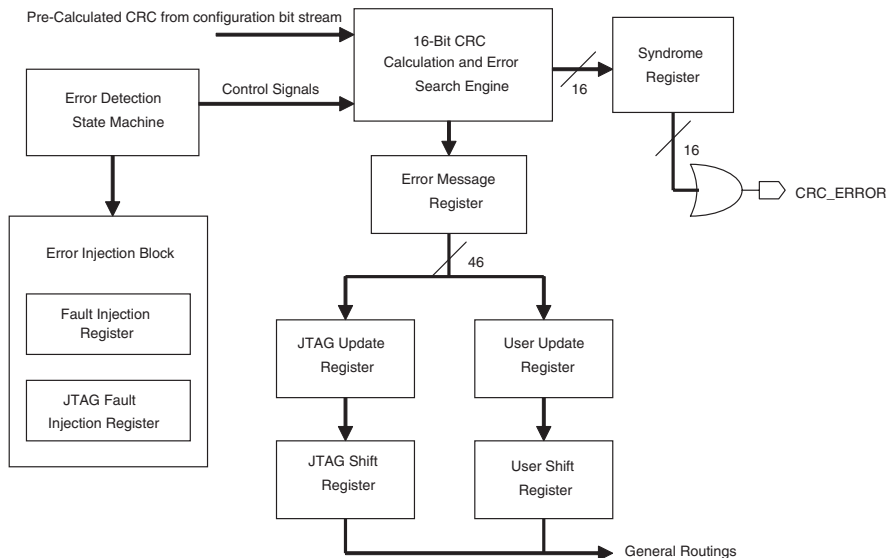 Pre-Calculated CRC from configuration bit stream
16-Bit CRC
Calculation and Error
Search Engine
Syndrome
Register
Error Detection
State Machine
Control Signals
16
16
Error Message
Register
CRC_ERROR
Error Injection Block
46
Fault Injection
Register
JTAG Update
Register
User Update
Register
JTAG Fault
Injection Register
JTAG Shift
Register
User Shift
Register
General Routings